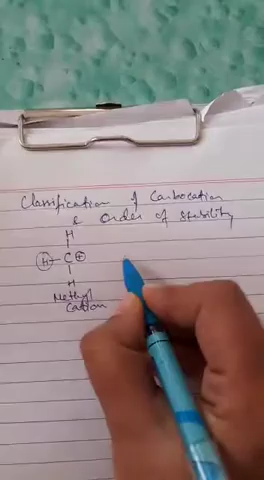 Classification of Carbocation
& Order of Stability
H
H – C ⊕
H
Methyl
Cation